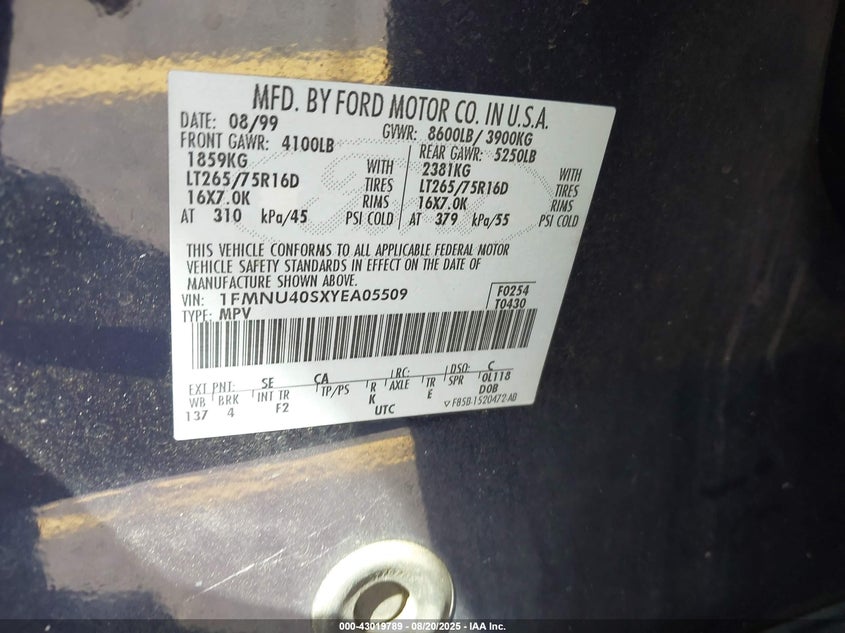 MFD. BY FORD MOTOR CO. IN U.S.A.
DATE: 08/99 GVWR: 8600LB/ 3900KG
FRONT GAWR: 4100LB REAR GAWR: 5250LB
1859KG WITH 2381KG WITH
LT265/75R16D TIRES LT265/75R16D TIRES
16X7.0K RIMS 16X7.0K RIMS
AT 310 kPa/45 PSI COLD AT 379 kPa/55 PSI COLD
THIS VEHICLE CONFORMS TO ALL APPLICABLE FEDERAL MOTOR
VEHICLE SAFETY STANDARDS IN EFFECT ON THE DATE OF
MANUFACTURE SHOWN ABOVE.
VIN: 1FMNU40SXYEA05509 F0254
TYPE: MPV T0430
EXT PNT: SE CA RC: DSO: C
WB BRK INT TR TP/PS R AXLE TR SPR OL118
137 4 F2 K E DOB
UTC F85B-1520472-AB
000-43019789 - 08/20/2025 - IAA Inc.